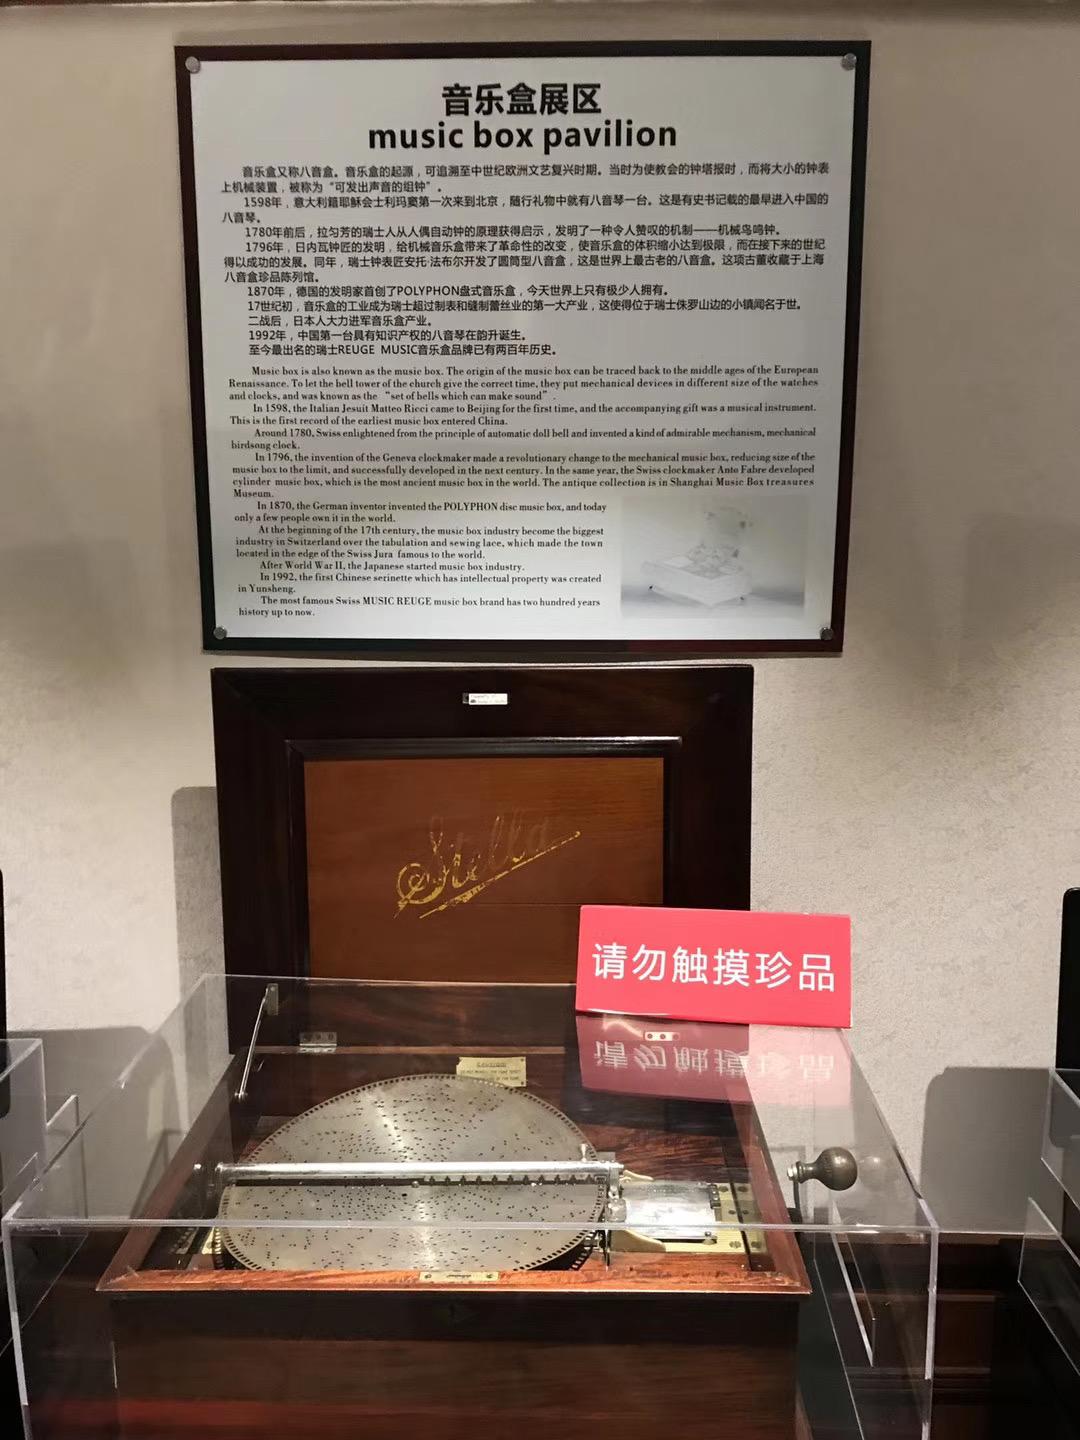 音乐盒展区
music box pavilion
音乐盒又称八音盒。音乐盒的起源，可追溯至中世纪欧洲文艺复兴时期。当时为使教会的钟塔报时，而将大小的钟表
上机械装置，被称为“可发出声音的组钟”。
1598年，意大利籍耶稣会士利玛窦第一次来到北京，随行礼物中就有八音琴一台。这是有史书记载的最早进入中国的
八音琴。
1780年前后，拉匀芳的瑞士人从人偶自动钟的原理获得启示，发明了一种令人赞叹的机制——机械鸟鸣钟。
1796年，日内瓦钟匠的发明，给机械音乐盒带来了革命性的改变，使音乐盒的体积缩小达到极限，而在接下来的世纪
得以成功的发展。同年，瑞士钟表匠安托·法布尔开发了圆筒型八音盒，这是世界上最古老的八音盒。这项古董收藏于上海
八音盒珍品陈列馆。
1870年，德国的发明家首创了POLYPHON盘式音乐盒，今天世界上只有极少人拥有。
17世纪初，音乐盒的工业成为瑞士超过制表和缝制蕾丝业的第一大产业，这使得位于瑞士侏罗山边的小镇闻名于世。
二战后，日本人大力进军音乐盒产业。
1992年，中国第一台具有知识产权的八音琴在韵升诞生。
至今最出名的瑞士REUGE MUSIC音乐盒品牌已有两百年历史。
Music box is also known as the music box. The origin of the music box can be traced back to the middle ages of the European
Renaissance. To let the bell tower of the church give the correct time, they put mechanical devices in different size of the watches
and clocks, and was known as the “set of bells which can make sound”.
In 1598, the Italian Jesuit Matteo Ricci came to Beijing for the first time, and the accompanying gift was a musical instrument.
This is the first record of the earliest music box entered China.
Around 1780, Swiss enlightened from the principle of automatic doll bell and invented a kind of admirable mechanism, mechanical
birdsong clock.
In 1796, the invention of the Geneva clockmaker made a revolutionary change to the mechanical music box, reducing size of the
music box to the limit, and successfully developed in the next century. In the same year, the Swiss clockmaker Anto Fabre developed
cylinder music box, which is the most ancient music box in the world. The antique collection is in Shanghai Music Box treasures
Museum.
In 1870, the German inventor invented the POLYPHON disc music box, and today
only a few people own it in the world.
At the beginning of the 17th century, the music box industry become the biggest
industry in Switzerland over the tabulation and sewing lace, which made the town
located in the edge of the Swiss Jura famous to the world.
After World War II, the Japanese started music box industry.
In 1992, the first Chinese serinette which has intellectual property was created
in Yunsheng.
The most famous Swiss MUSIC REUGE music box brand has two hundred years
history up to now.
Stella
请勿触摸珍品